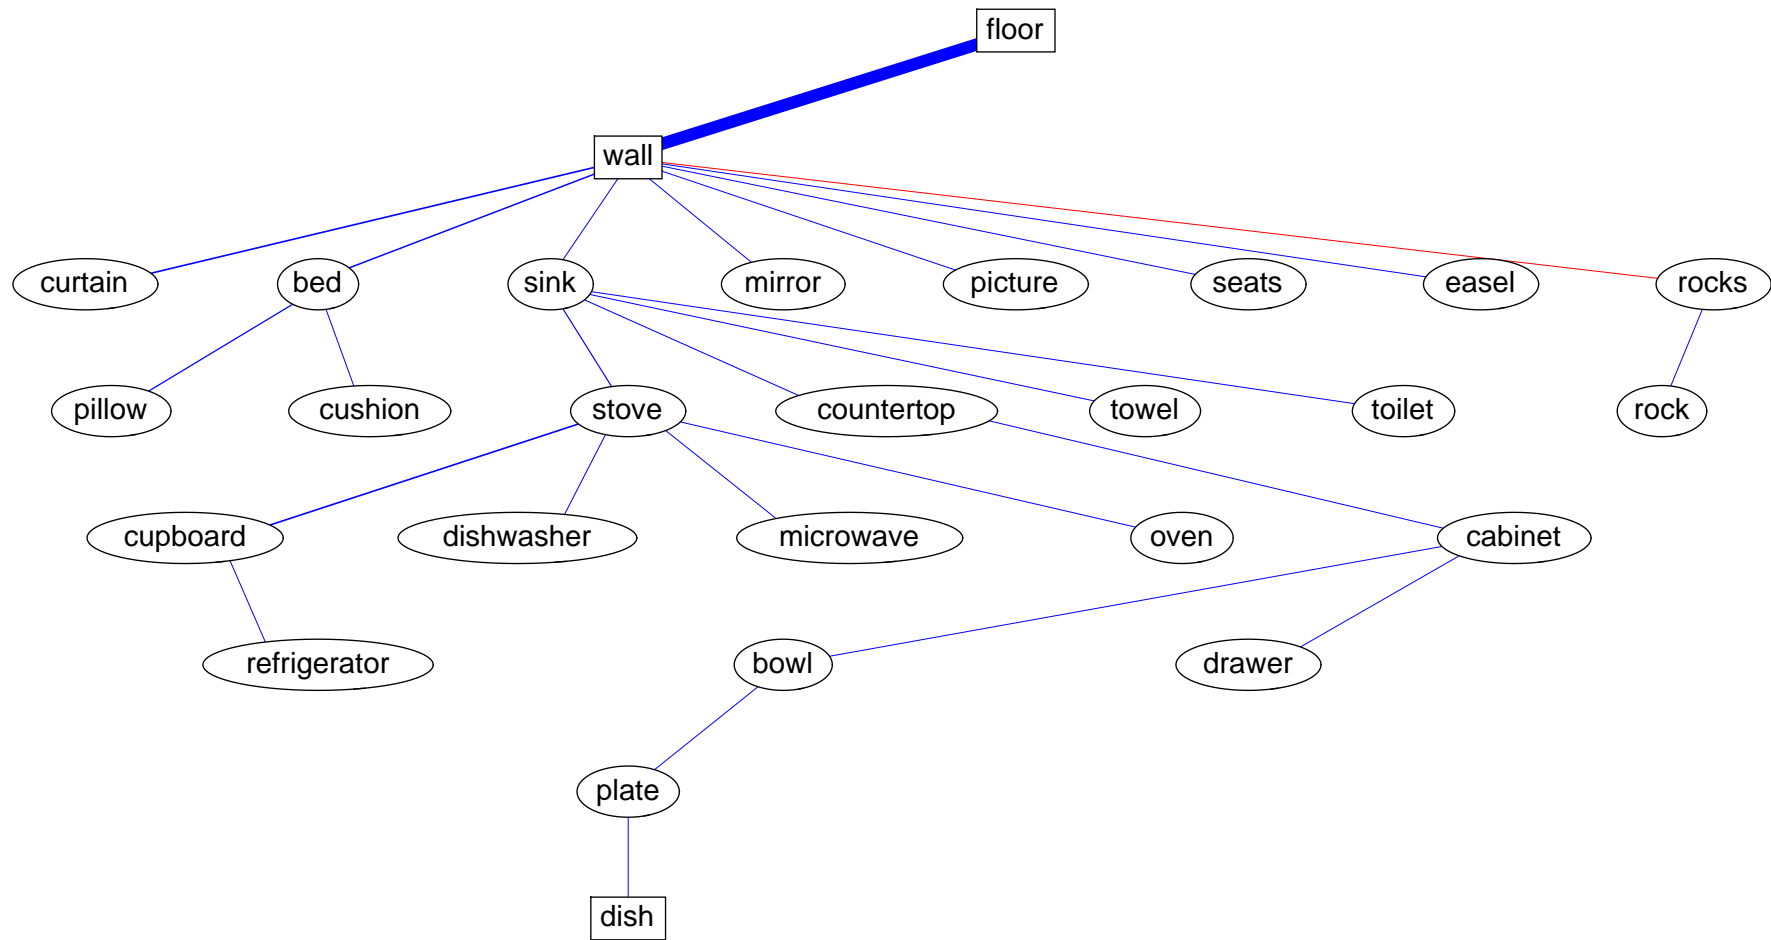 floor
wall
curtain
bed
sink
mirror
picture
seats
easel
rocks
pillow
cushion
stove
countertop
towel
toilet
rock
cupboard
dishwasher
microwave
oven
cabinet
refrigerator
bowl
drawer
plate
dish